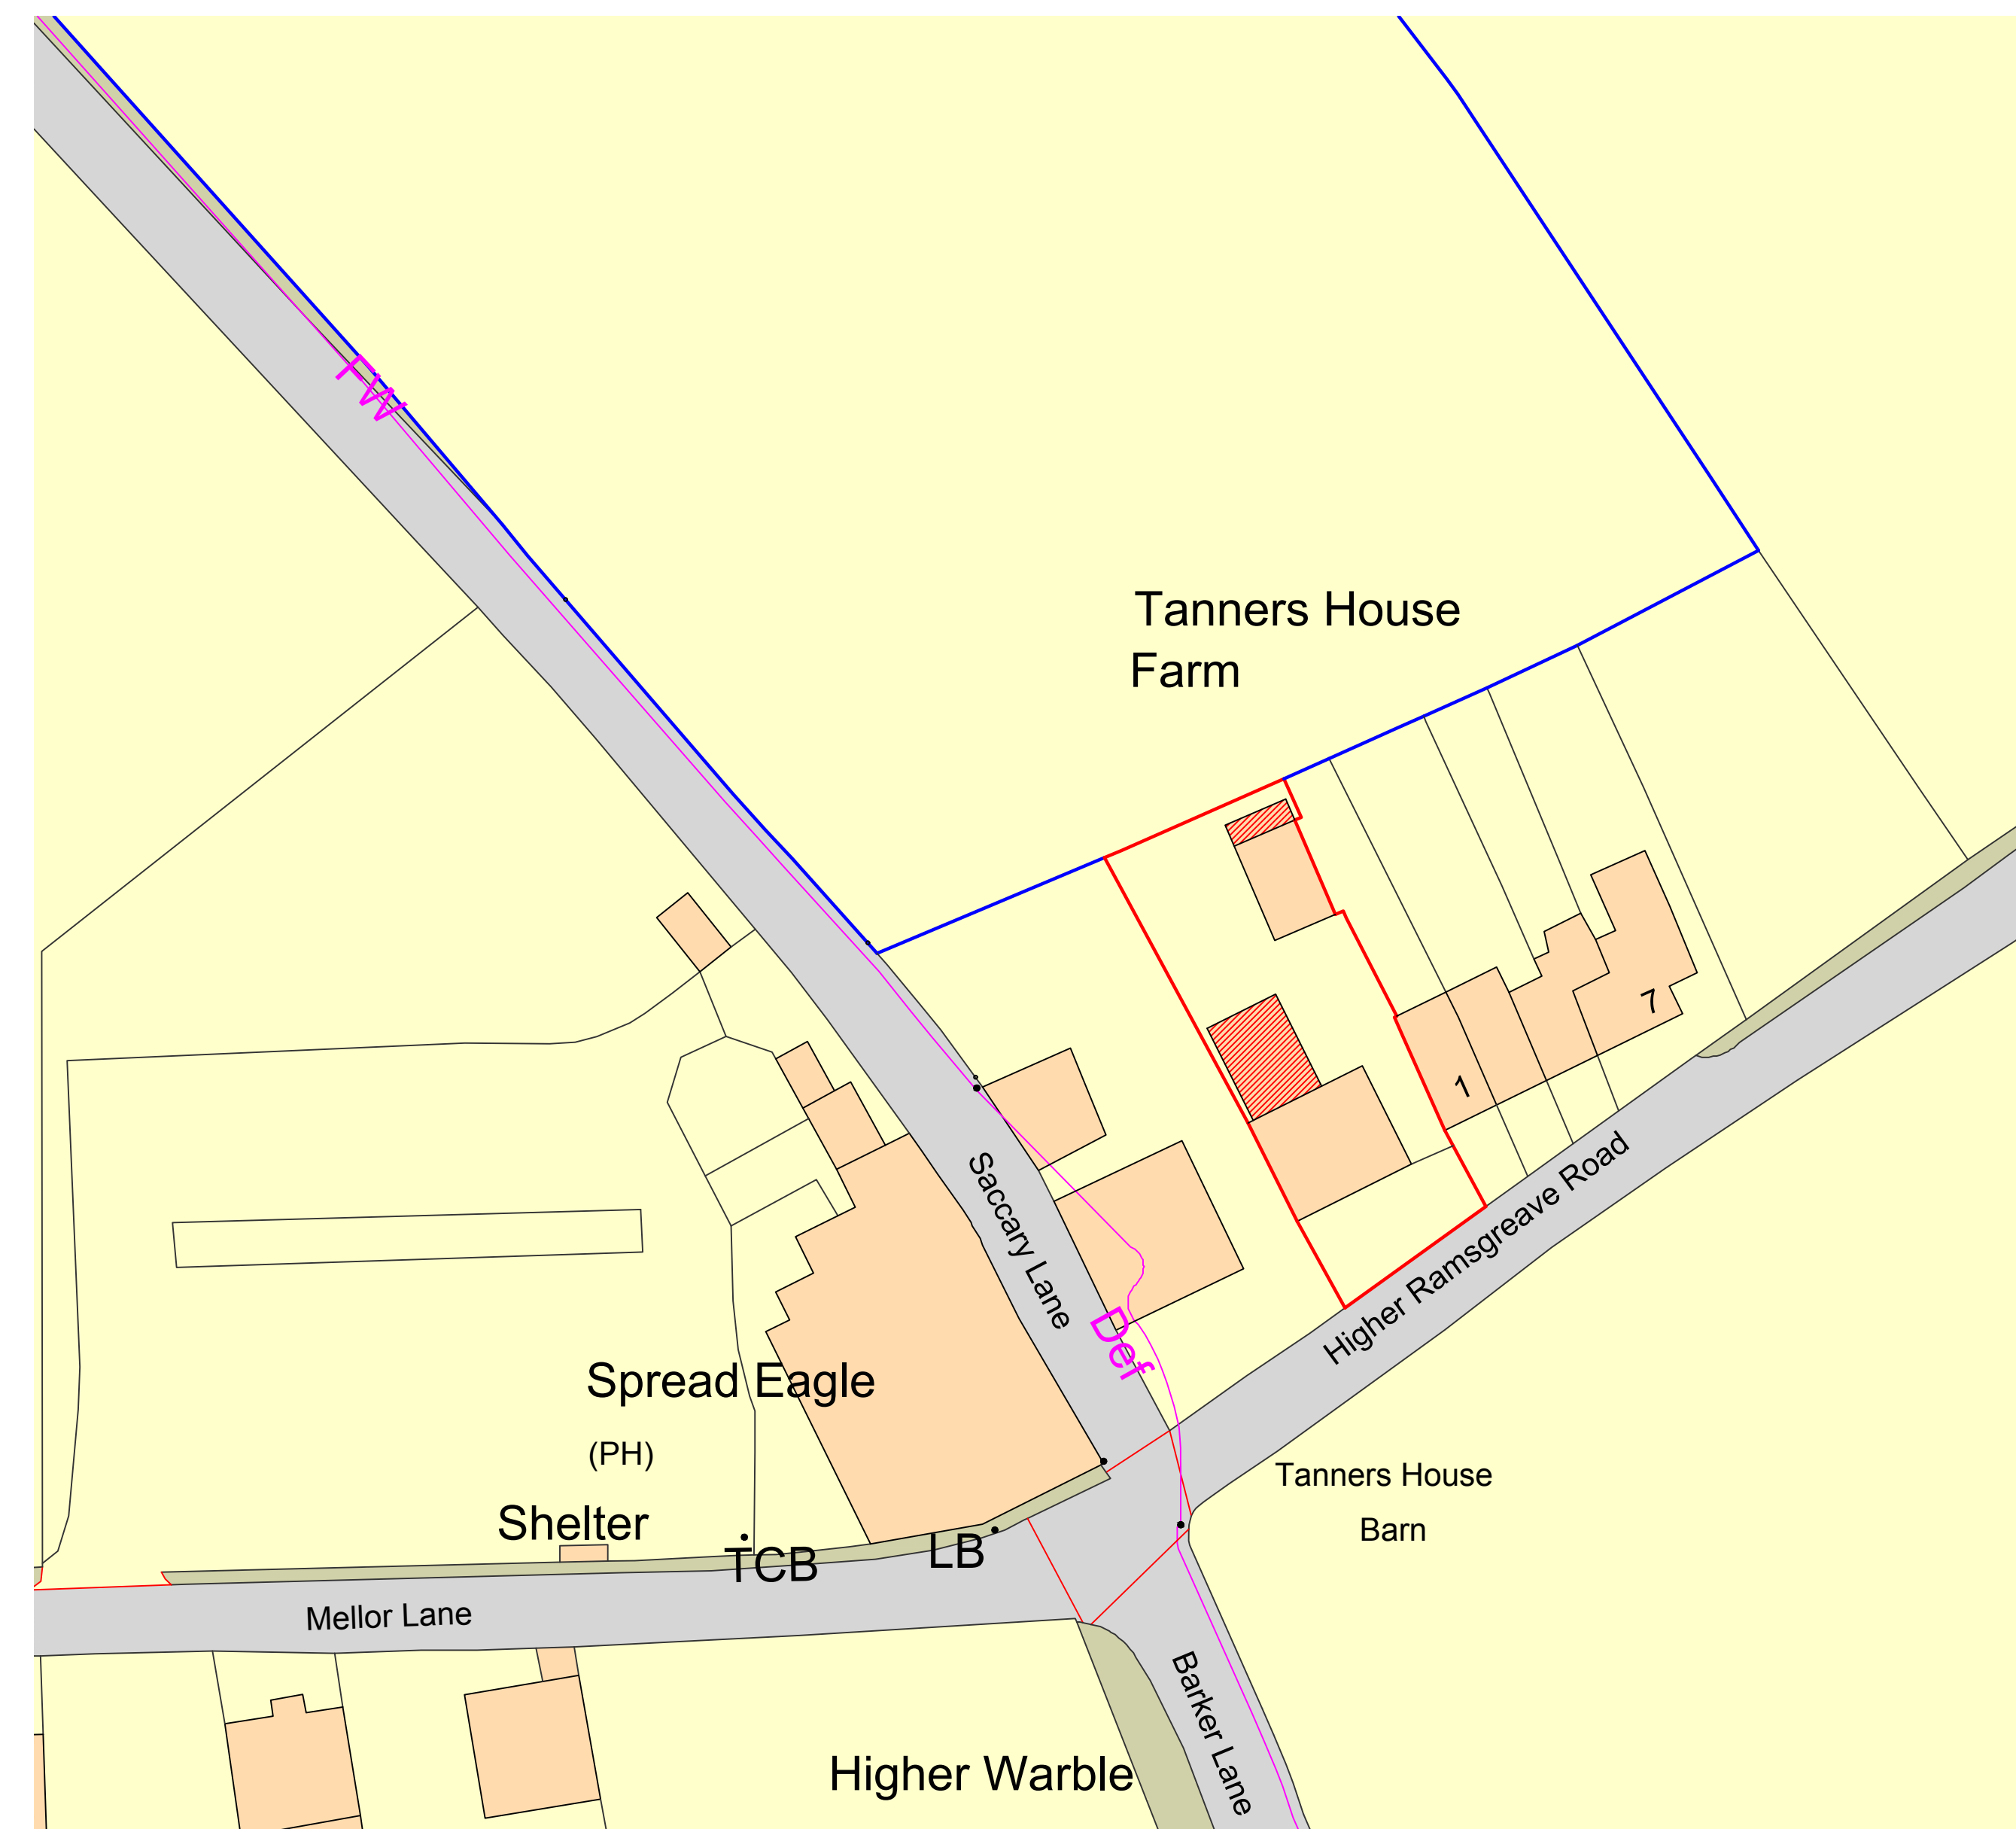 TW
Tanners House
Farm
7
1
Saccary Lane
Higher Ramsgreave Road
Def
Spread Eagle
(PH)
Tanners House
Barn
Shelter
TCB
LB
Mellor Lane
Barker Lane
Higher Warble